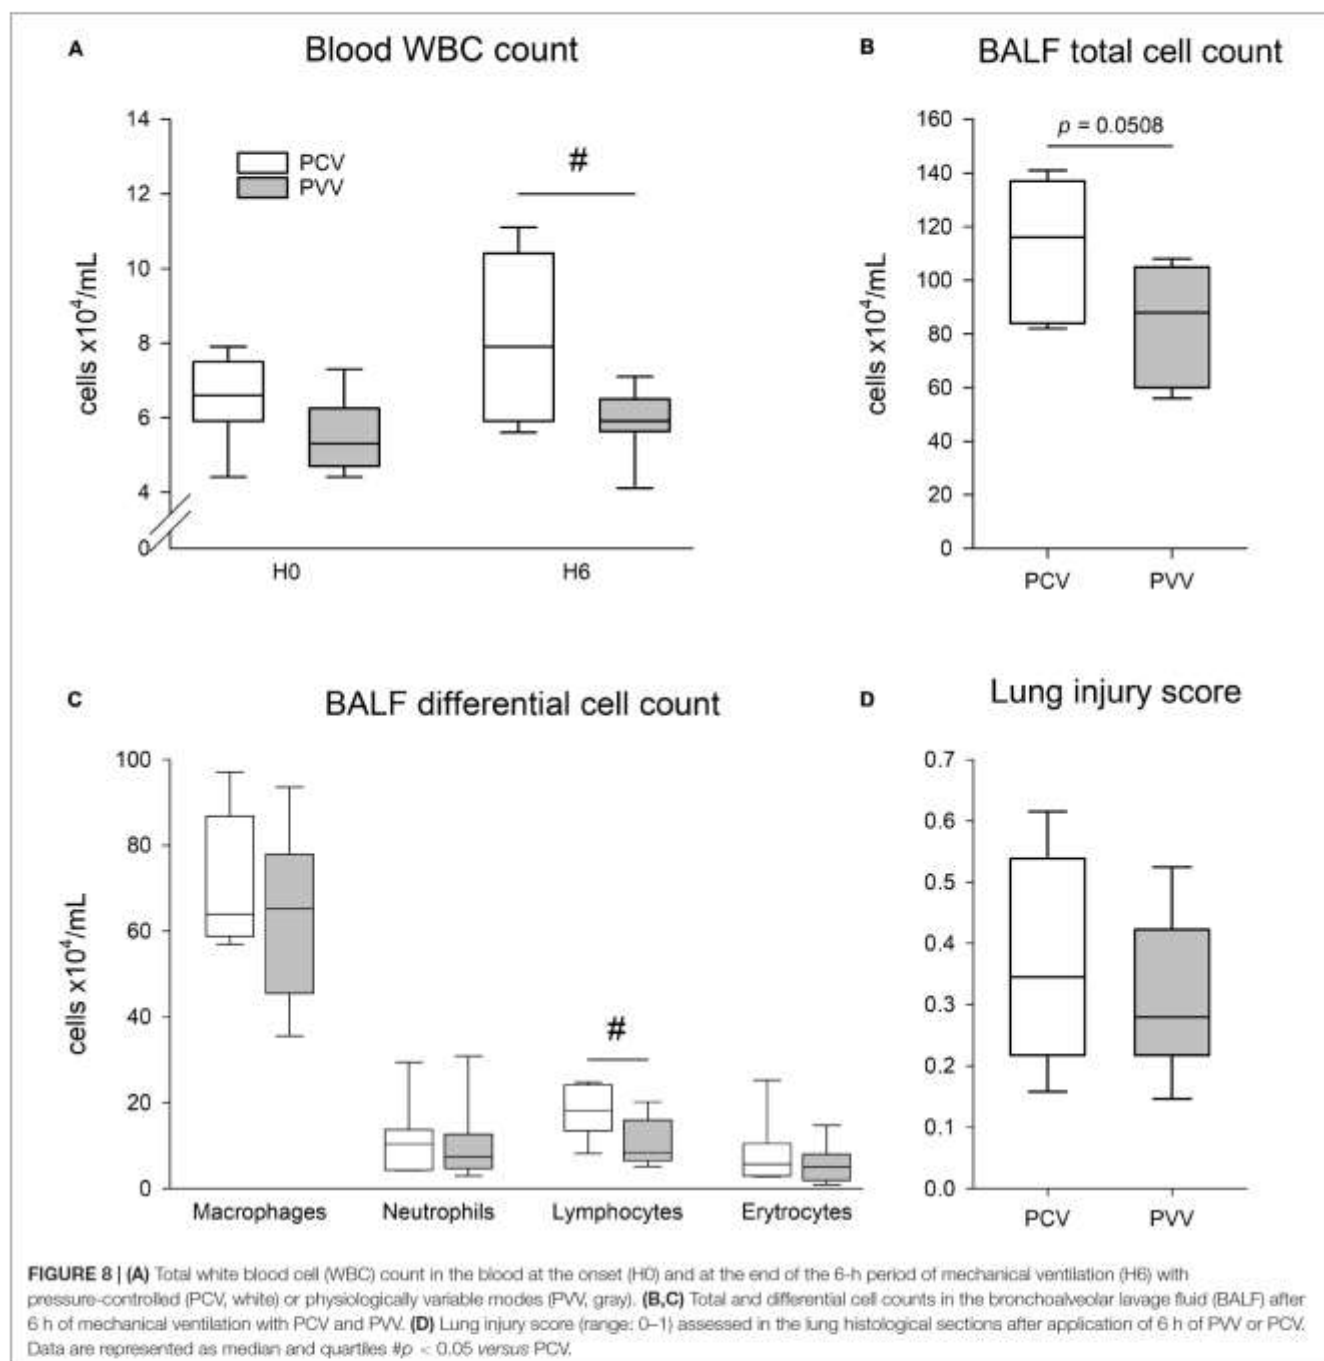 A
Blood WBC count
14
12
10
8
6
4
0
cells x10⁴/mL
PCV
PVV
#
H0
H6
B
BALF total cell count
160
140
120
100
80
60
40
20
0
cells x10⁴/mL
p = 0.0508
PCV
PVV
C
BALF differential cell count
100
80
60
40
20
0
cells x10⁴/mL
#
Macrophages
Neutrophils
Lymphocytes
Erytrocytes
D
Lung injury score
0.7
0.6
0.5
0.4
0.3
0.2
0.1
0.0
PCV
PVV
FIGURE 8 | (A) Total white blood cell (WBC) count in the blood at the onset (H0) and at the end of the 6-h period of mechanical ventilation (H6) with
pressure-controlled (PCV, white) or physiologically variable modes (PVV, gray). (B,C) Total and differential cell counts in the bronchoalveolar lavage fluid (BALF) after
6 h of mechanical ventilation with PCV and PVV. (D) Lung injury score (range: 0–1) assessed in the lung histological sections after application of 6 h of PVV or PCV.
Data are represented as median and quartiles #p < 0.05 versus PCV.